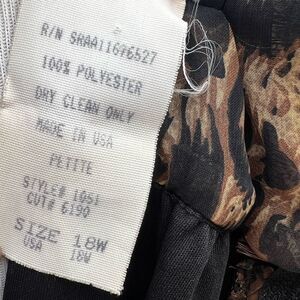 R/N SRAA11676527
100% POLYESTER
DRY CLEAN ONLY
MADE IN USA
PETITE
STYLE# 1051
CUT# 6190
SIZE 18W
USA 18W